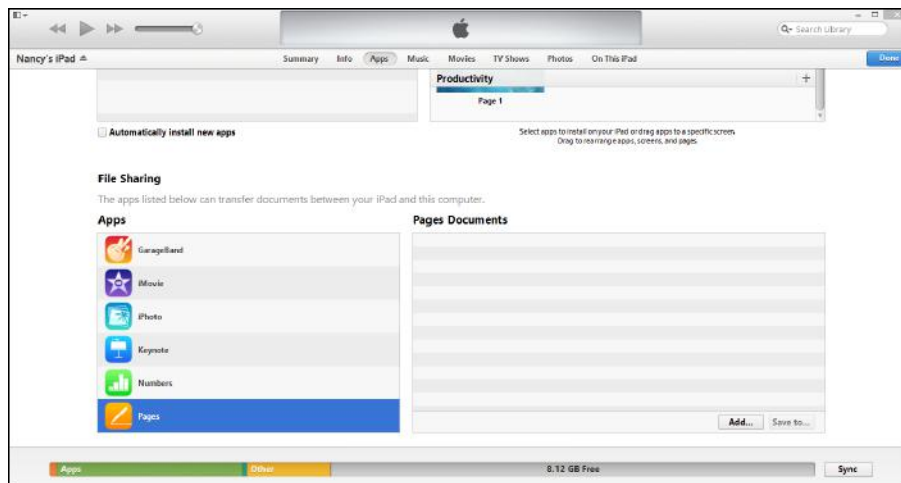 Search Library
Nancy's iPad
Summary Info Apps Music Movies TV Shows Photos On This iPad
Done
Productivity
Page 1
Automatically install new apps
Select apps to install on your iPad or drag apps to a specific screen.
Drag to rearrange apps, screens, and pages.
File Sharing
The apps listed below can transfer documents between your iPad and this computer.
Apps
Pages Documents
GarageBand
iMovie
iPhoto
Keynote
Numbers
Pages
Add... Save to...
Apps Other 8.12 GB Free Sync